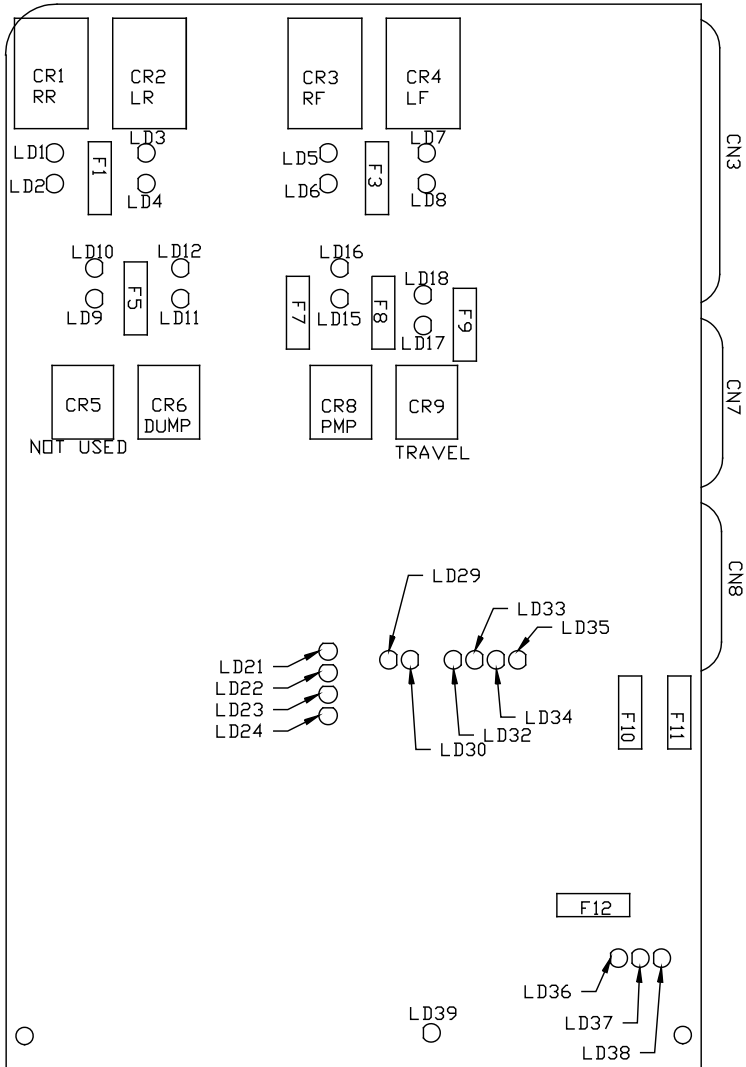 CR1
RR
CR2
LR
CR3
RF
CR4
LF
CN3
LD1
LD2
F1
LD3
LD4
LD5
LD6
F3
LD7
LD8
LD10
LD9
F5
LD12
LD11
F7
LD16
LD15
F8
LD18
LD17
F9
CN7
CR5
NOT USED
CR6
DUMP
CR8
PMP
CR9
TRAVEL
CN8
LD29
LD33
LD35
LD21
LD22
LD23
LD24
LD30
LD32
LD34
F10
F11
F12
LD36
LD37
LD38
LD39